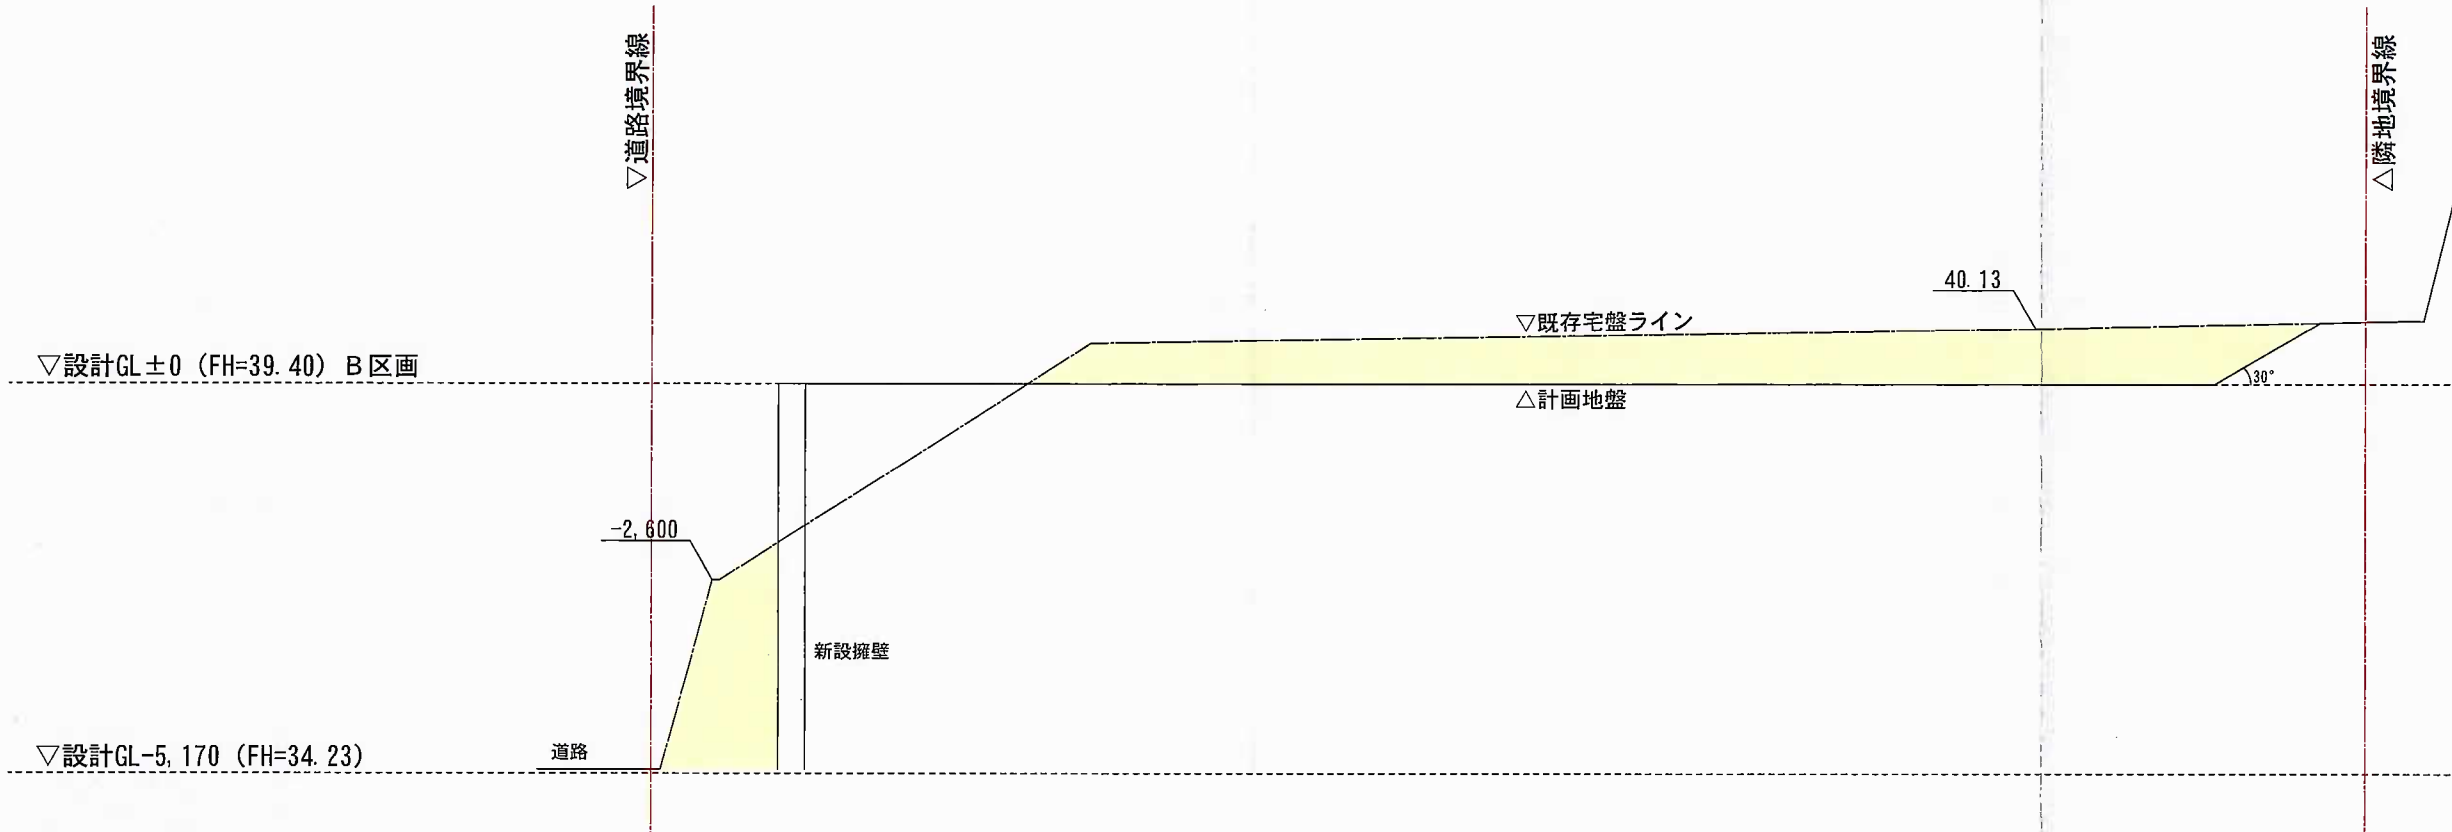 ▽道路境界線
△隣地境界線
40.13
▽既存宅盤ライン
▽設計GL±0 (FH=39.40) B区画
30°
△計画地盤
-2,600
新設擁壁
▽設計GL-5,170 (FH=34.23)
道路